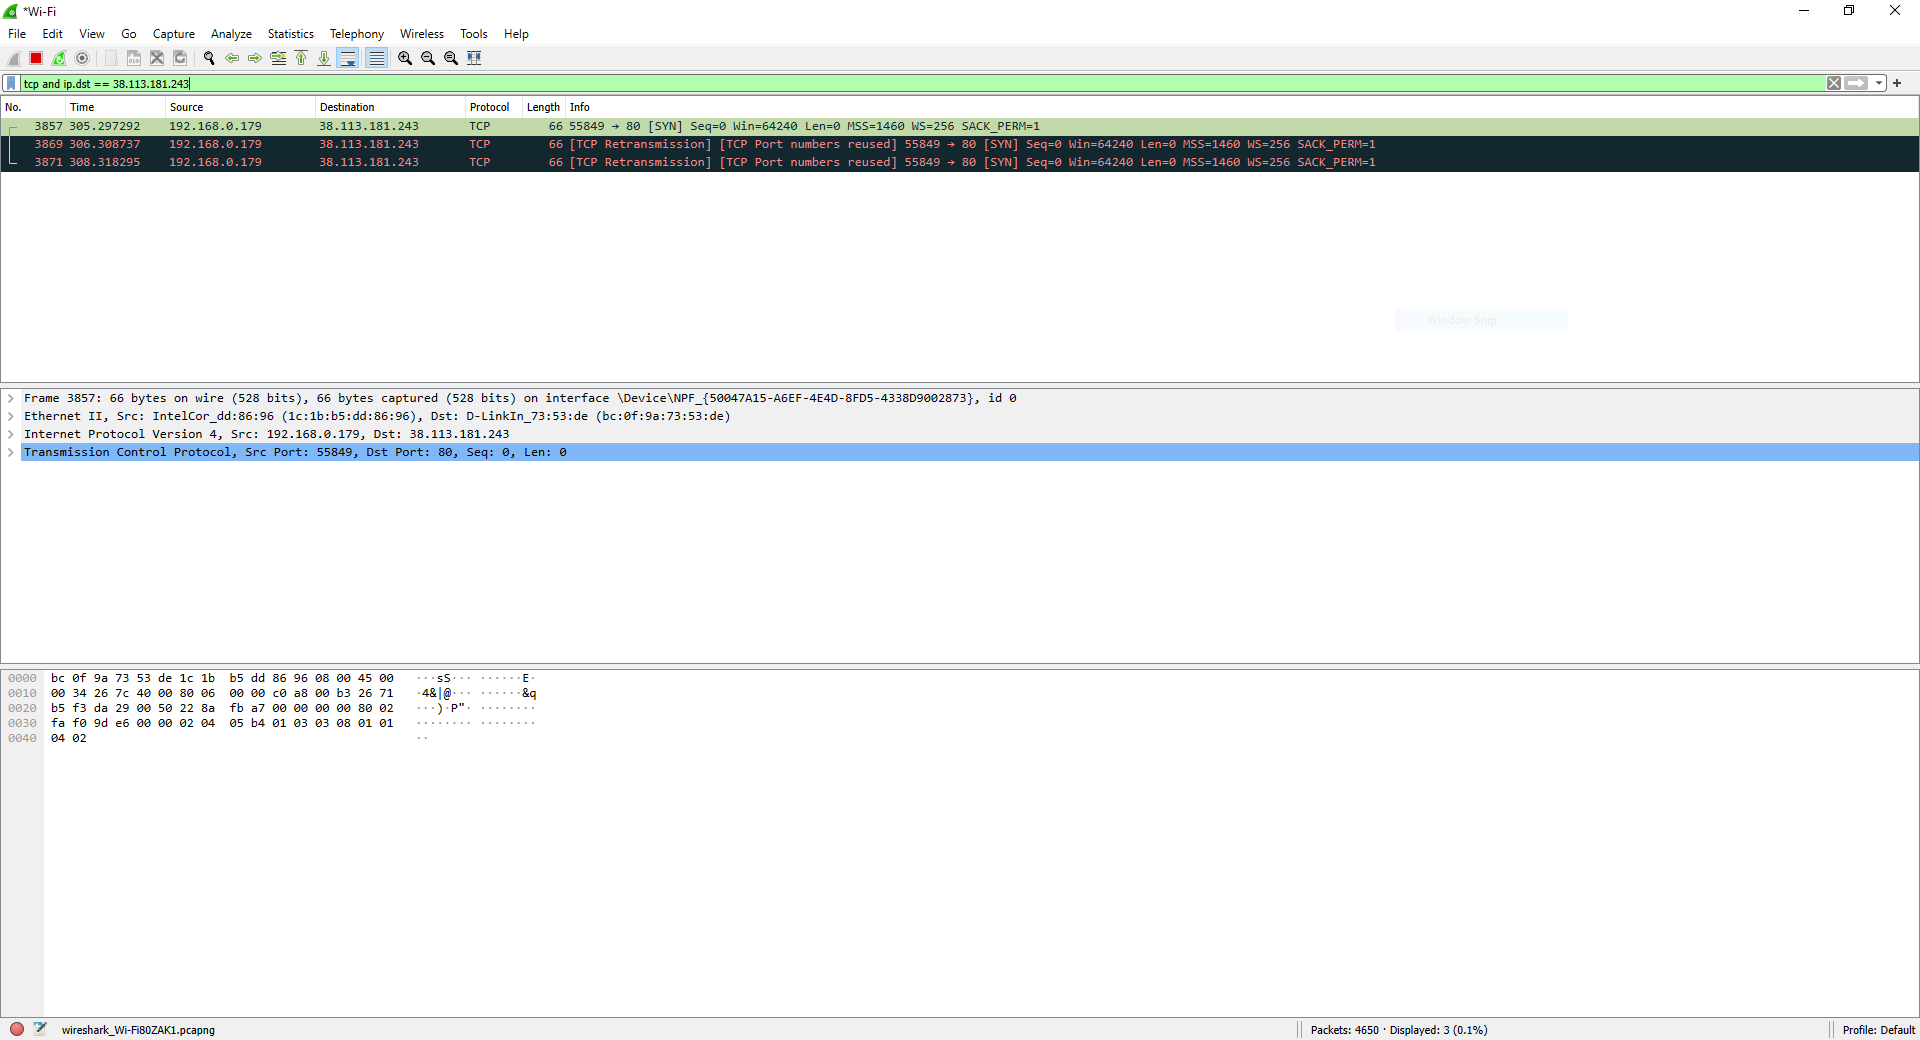 *Wi-Fi
File Edit View Go Capture Analyze Statistics Telephony Wireless Tools Help
tcp and ip.dst == 38.113.181.243
No. Time Source Destination Protocol Length Info
3857 305.297292 192.168.0.179 38.113.181.243 TCP 66 55849 → 80 [SYN] Seq=0 Win=64240 Len=0 MSS=1460 WS=256 SACK_PERM=1
3869 306.308737 192.168.0.179 38.113.181.243 TCP 66 [TCP Retransmission] [TCP Port numbers reused] 55849 → 80 [SYN] Seq=0 Win=64240 Len=0 MSS=1460 WS=256 SACK_PERM=1
3871 308.318295 192.168.0.179 38.113.181.243 TCP 66 [TCP Retransmission] [TCP Port numbers reused] 55849 → 80 [SYN] Seq=0 Win=64240 Len=0 MSS=1460 WS=256 SACK_PERM=1
Window Snip
Frame 3857: 66 bytes on wire (528 bits), 66 bytes captured (528 bits) on interface \Device\NPF_{50047A15-A6EF-4E4D-8FD5-4338D9002873}, id 0
Ethernet II, Src: IntelCor_dd:86:96 (1c:1b:b5:dd:86:96), Dst: D-LinkIn_73:53:de (bc:0f:9a:73:53:de)
Internet Protocol Version 4, Src: 192.168.0.179, Dst: 38.113.181.243
Transmission Control Protocol, Src Port: 55849, Dst Port: 80, Seq: 0, Len: 0
0000 bc 0f 9a 73 53 de 1c 1b b5 dd 86 96 08 00 45 00 ···sS··· ······E·
0010 00 34 26 7c 40 00 80 06 00 00 c0 a8 00 b3 26 71 ·4&|@··· ······&q
0020 b5 f3 da 29 00 50 22 8a fb a7 00 00 00 00 80 02 ···)·P"· ········
0030 fa f0 9d e6 00 00 02 04 05 b4 01 03 03 08 01 01 ········ ········
0040 04 02 ··
wireshark_Wi-Fi80ZAK1.pcapng Packets: 4650 · Displayed: 3 (0.1%) Profile: Default